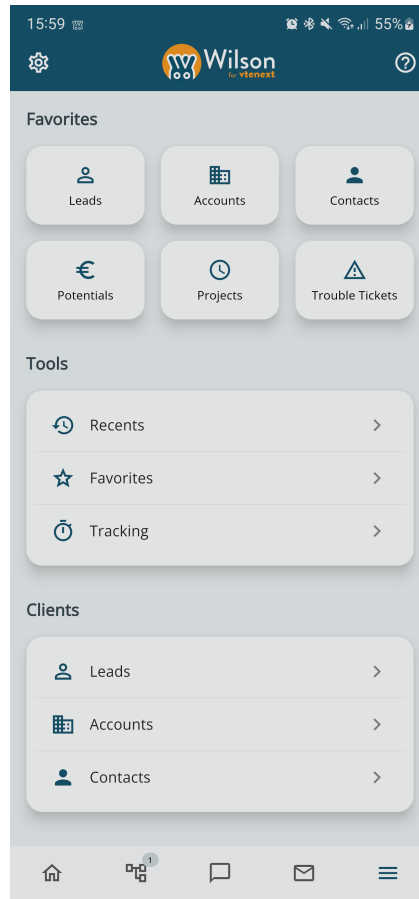 15:59 55%
Wilson
for vtenext
Favorites
Leads Accounts Contacts
Potentials Projects Trouble Tickets
Tools
Recents
Favorites
Tracking
Clients
Leads
Accounts
Contacts
1